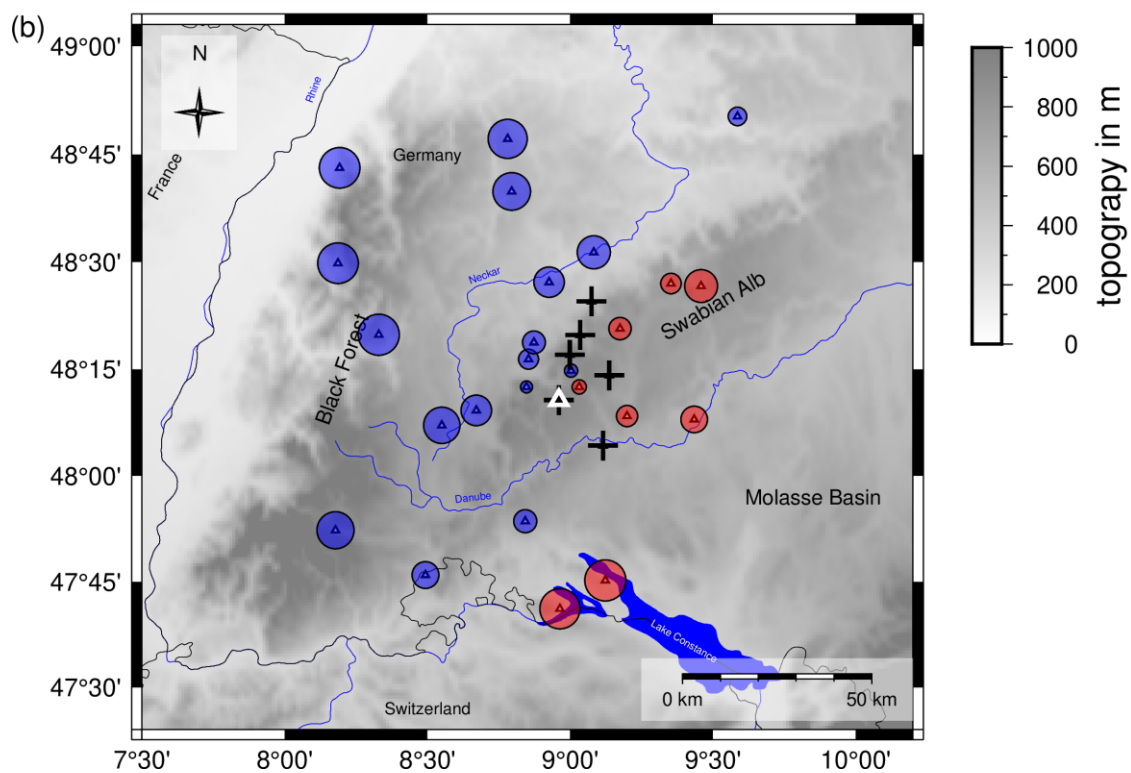 (b)
49°00'
48°45'
48°30'
48°15'
48°00'
47°45'
47°30'
7°30'
8°00'
8°30'
9°00'
9°30'
10°00'
N
Rhine
France
Germany
Neckar
Swabian Alb
Black Forest
Danube
Molasse Basin
Lake Constance
Switzerland
0 km
50 km
1000
800
600
400
200
0
topograpy in m